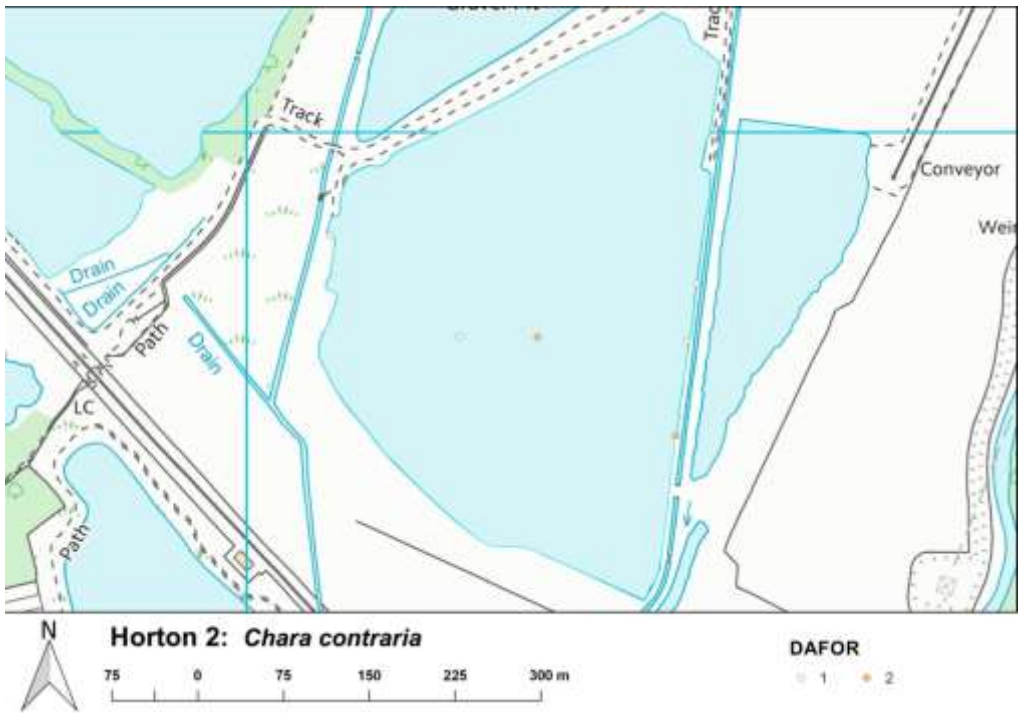 Track
Track
Conveyor
Weir
Drain
Drain
Path
Drain
LC
Path
N
Horton 2: Chara contraria
DAFOR
75 0 75 150 225 300 m
1 2